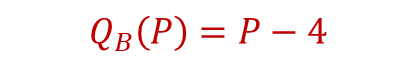 Q_B(P) = P − 4